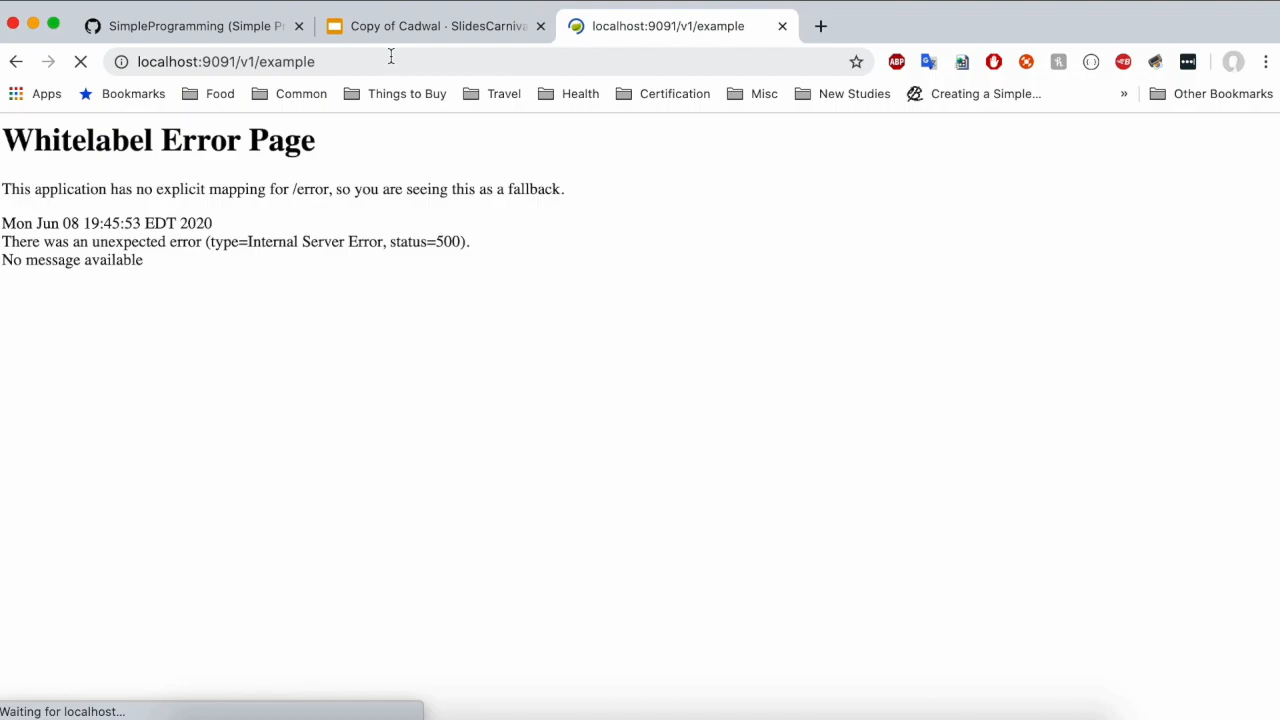 SimpleProgramming (Simple Pr
Copy of Cadwal · SlidesCarniva
localhost:9091/v1/example
localhost:9091/v1/example
ABP
Apps
Bookmarks
Food
Common
Things to Buy
Travel
Health
Certification
Misc
New Studies
Creating a Simple...
»
Other Bookmarks
Whitelabel Error Page
This application has no explicit mapping for /error, so you are seeing this as a fallback.
Mon Jun 08 19:45:53 EDT 2020
There was an unexpected error (type=Internal Server Error, status=500).
No message available
Waiting for localhost...